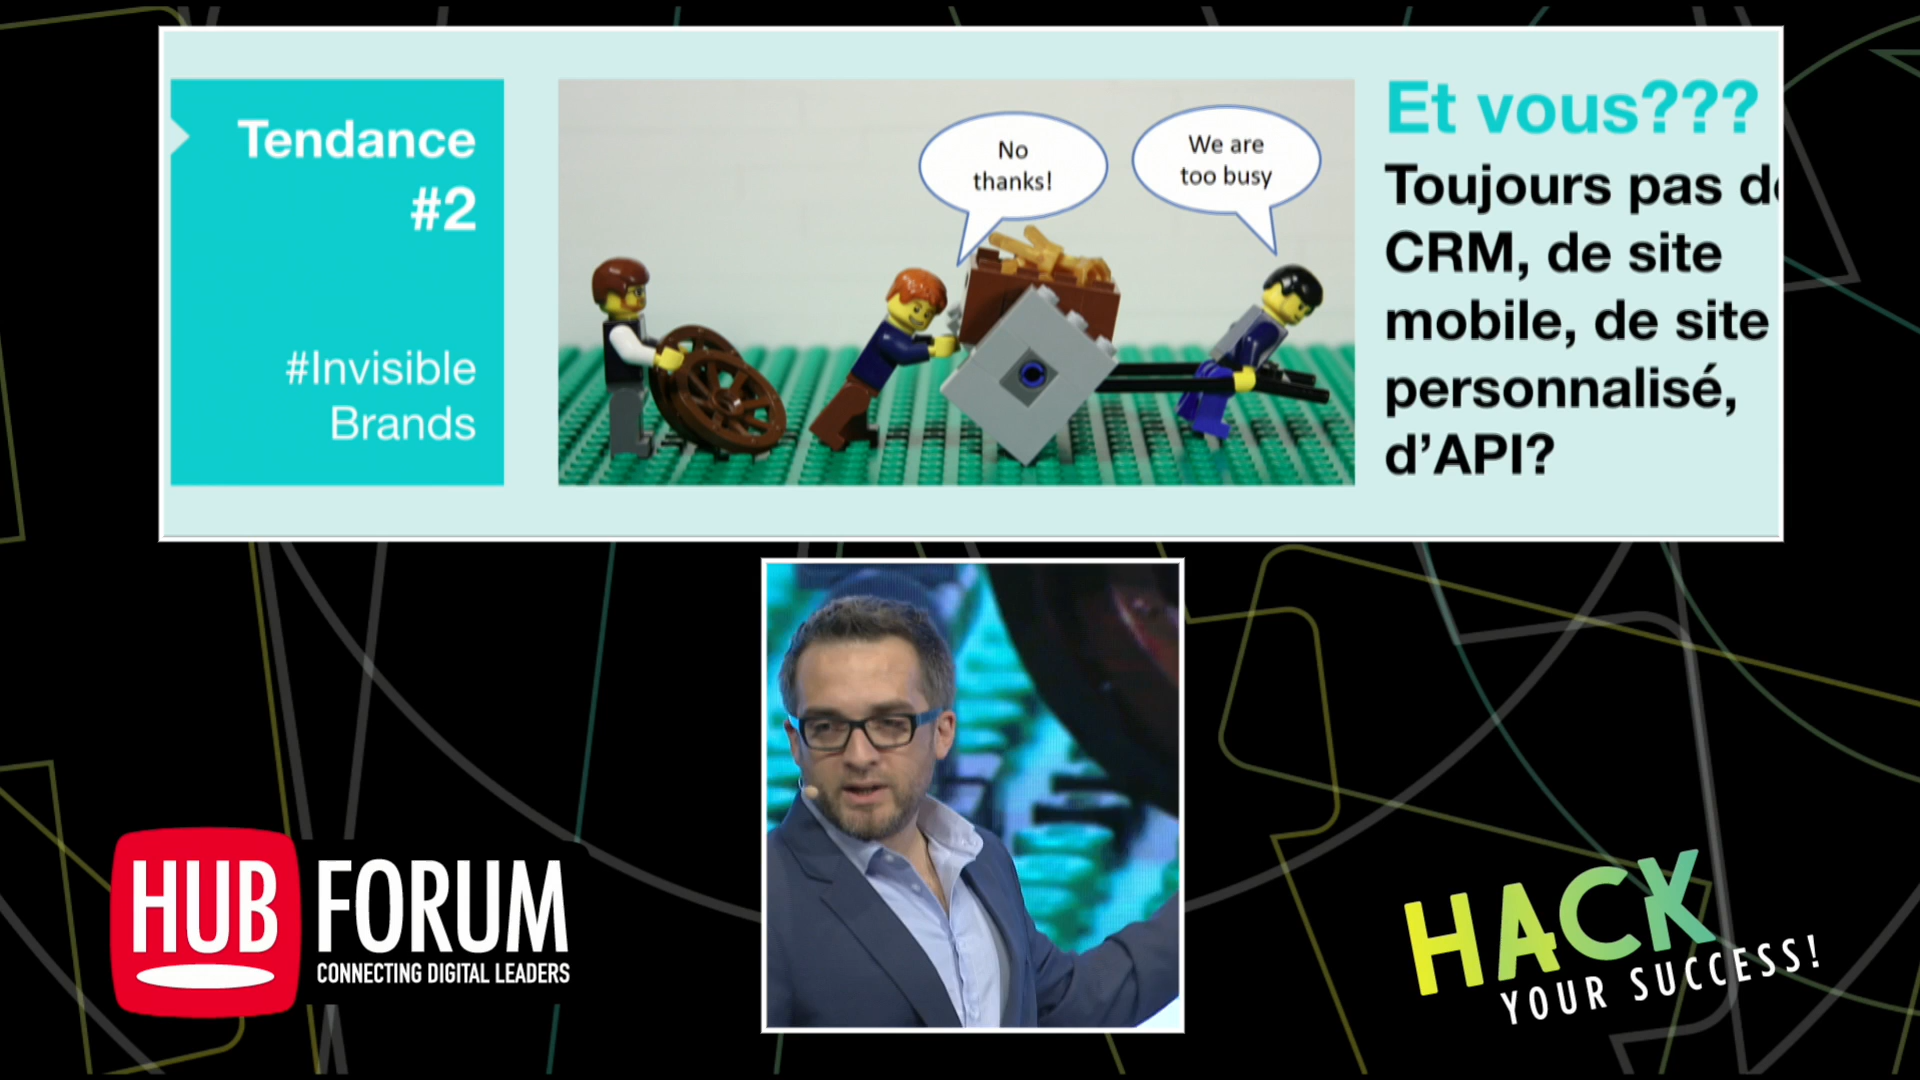 Tendance
#2
#Invisible
Brands
No
thanks!
We are
too busy
Et vous???
Toujours pas
CRM, de site
mobile, de site
personnalisé,
d’API?
HUB FORUM
CONNECTING DIGITAL LEADERS
HACK
YOUR SUCCESS!